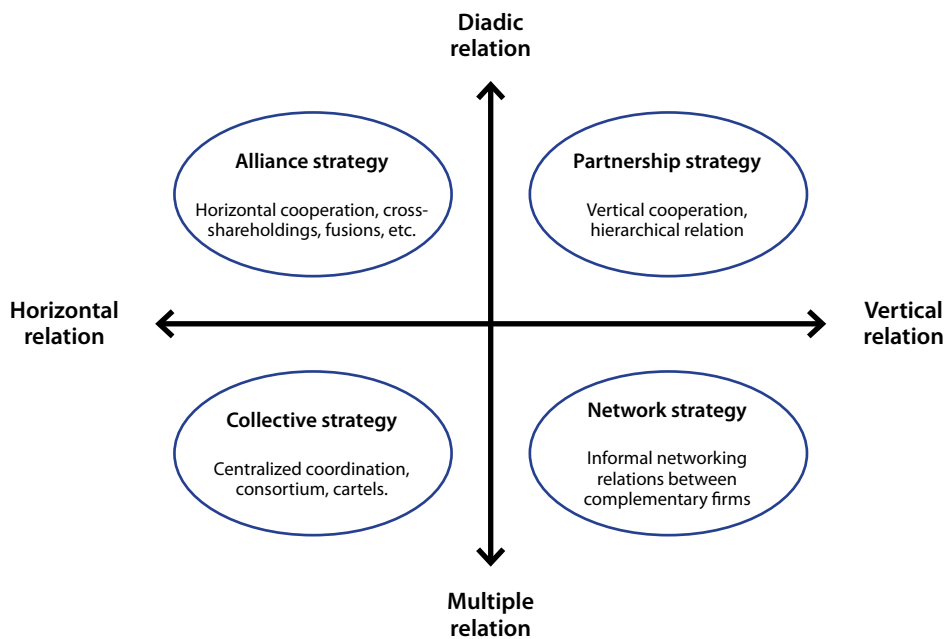 Diadic
relation
Alliance strategy
Horizontal cooperation, cross-
shareholdings, fusions, etc.
Partnership strategy
Vertical cooperation,
hierarchical relation
Horizontal
relation
Vertical
relation
Collective strategy
Centralized coordination,
consortium, cartels.
Network strategy
Informal networking
relations between
complementary firms
Multiple
relation